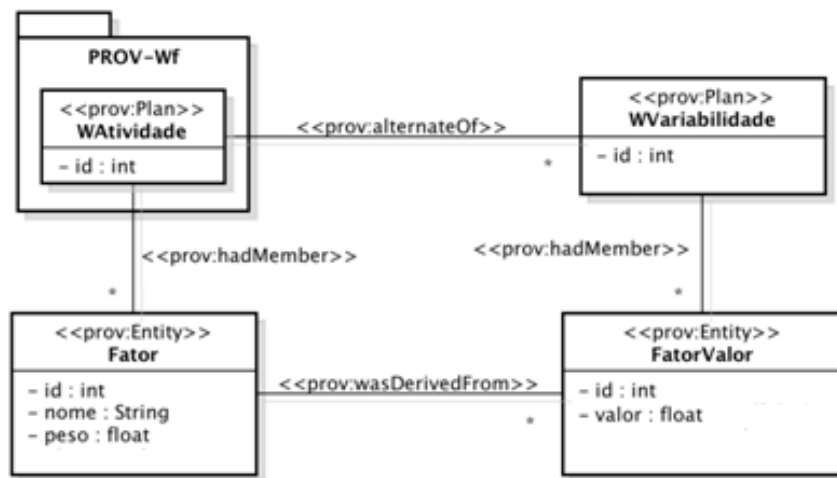 PROV-Wf
<<prov:Plan>>
WAtividade
- id : int
<<prov:alternateOf>>
*
<<prov:Plan>>
WVariabilidade
- id : int
<<prov:hadMember>>
*
<<prov:hadMember>>
*
<<prov:Entity>>
Fator
- id : int
- nome : String
- peso : float
<<prov:wasDerivedFrom>>
*
<<prov:Entity>>
FatorValor
- id : int
- valor : float